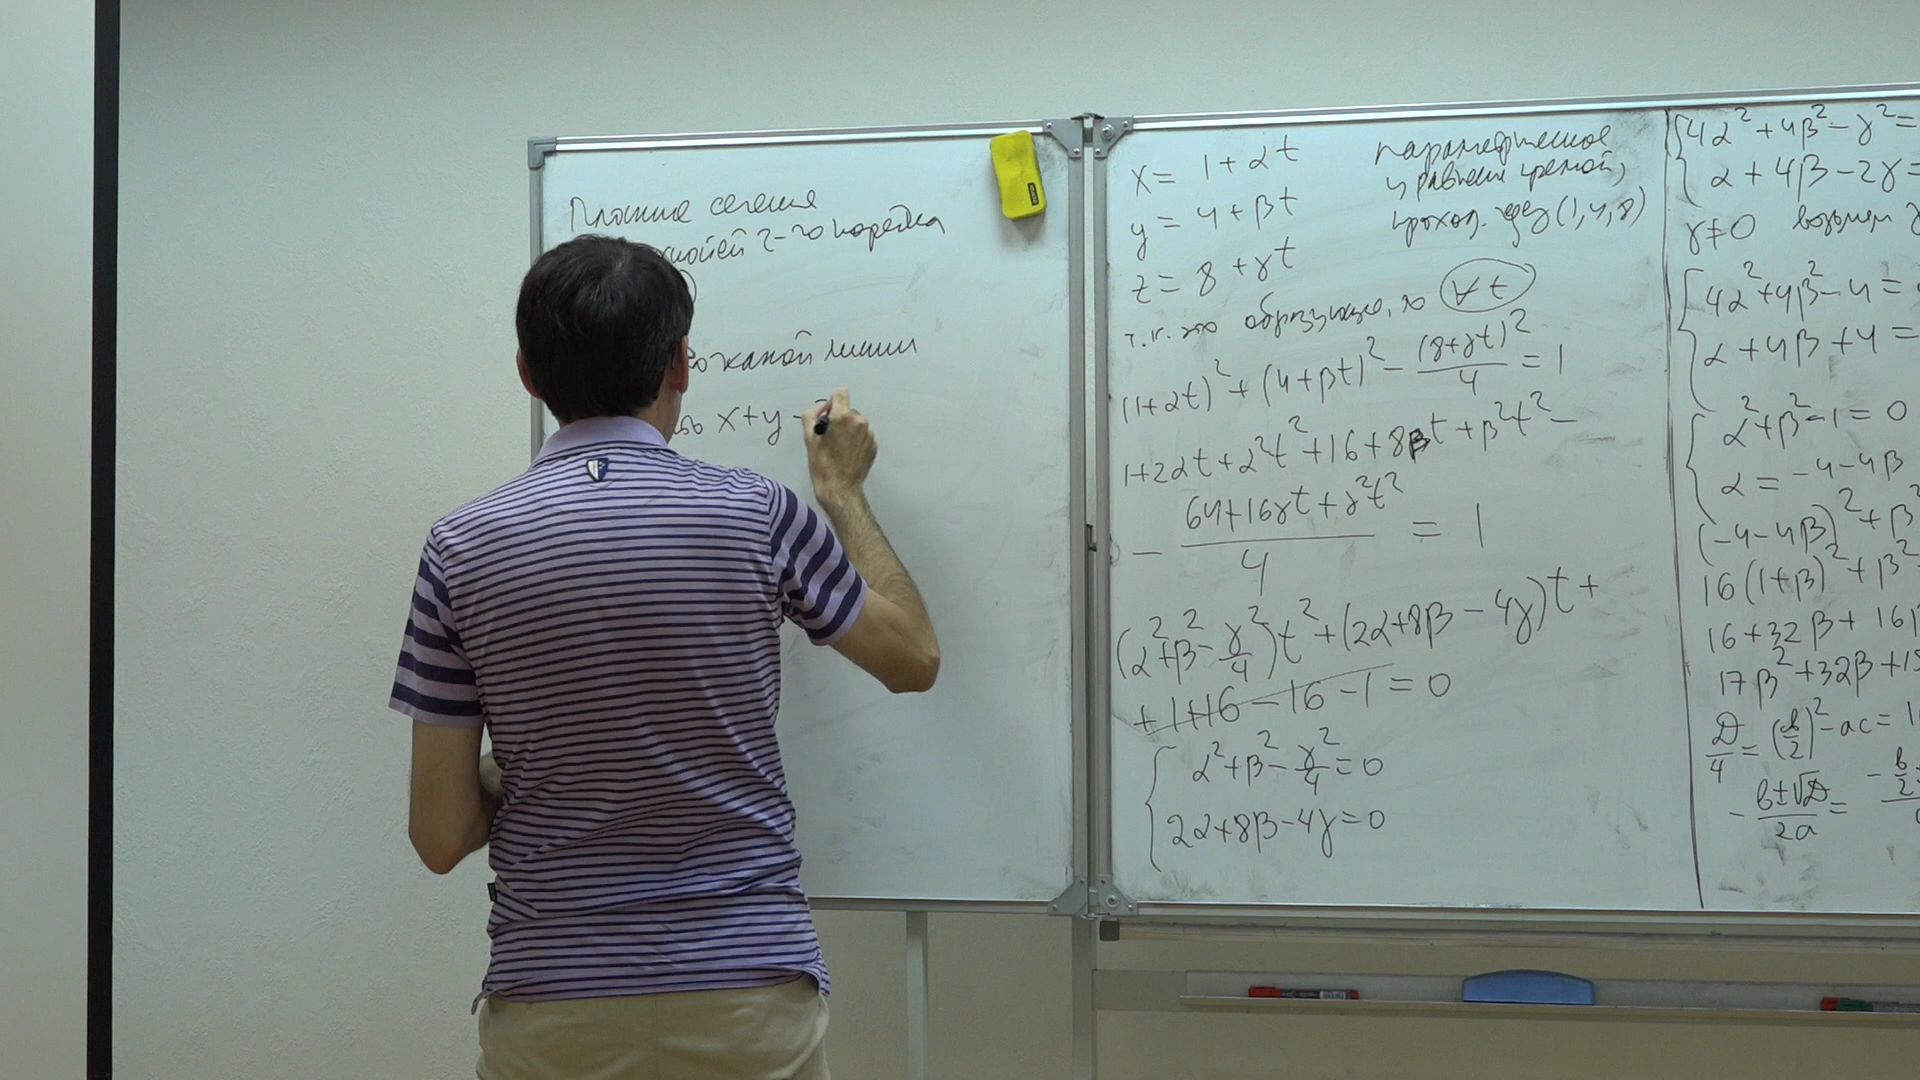 Плоские сечения
2-го порядка
линии
x+y-
x = 1+αt
y = 4+βt
z = 8+γt
параметрическое
уравнение прямой,
проход. через (1,4,8)
т.к. это образующая, то ∀t
(1+αt)² + (4+βt)² - (8+γt)²/4 = 1
1+2αt+α²t²+16+8βt+β²t² -
- (64+16γt+γ²t²)/4 = 1
(α²+β²-γ²/4)t²+(2α+8β-4γ)t+
+1+16-16-1=0
{α²+β²-γ²/4=0
2α+8β-4γ=0
{4α²+4β²-γ²=
α+4β-2γ=
γ≠0 возьмем
{4α²+4β²-4=
α+4β+4=
{α²+β²-1=0
α=-4-4β
(-4-4β)²+β²
16(1+β)²+β²
16+32β+16β
17β²+32β+15
D/4=(b/2)²-ac=1
-(b±√D)/2a=